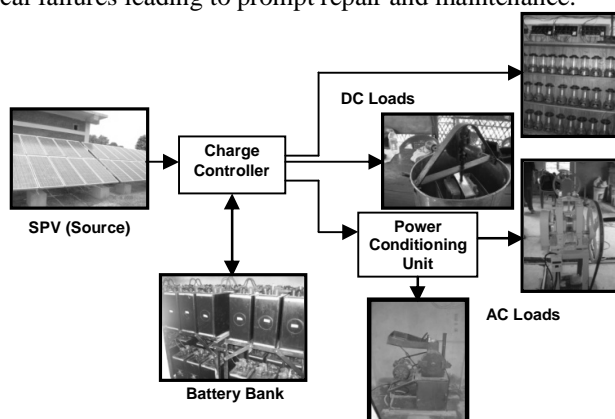 cal failures leading to prompt repair and maintenance.
DC Loads
Charge
Controller
SPV (Source)
Power
Conditioning
Unit
AC Loads
Battery Bank